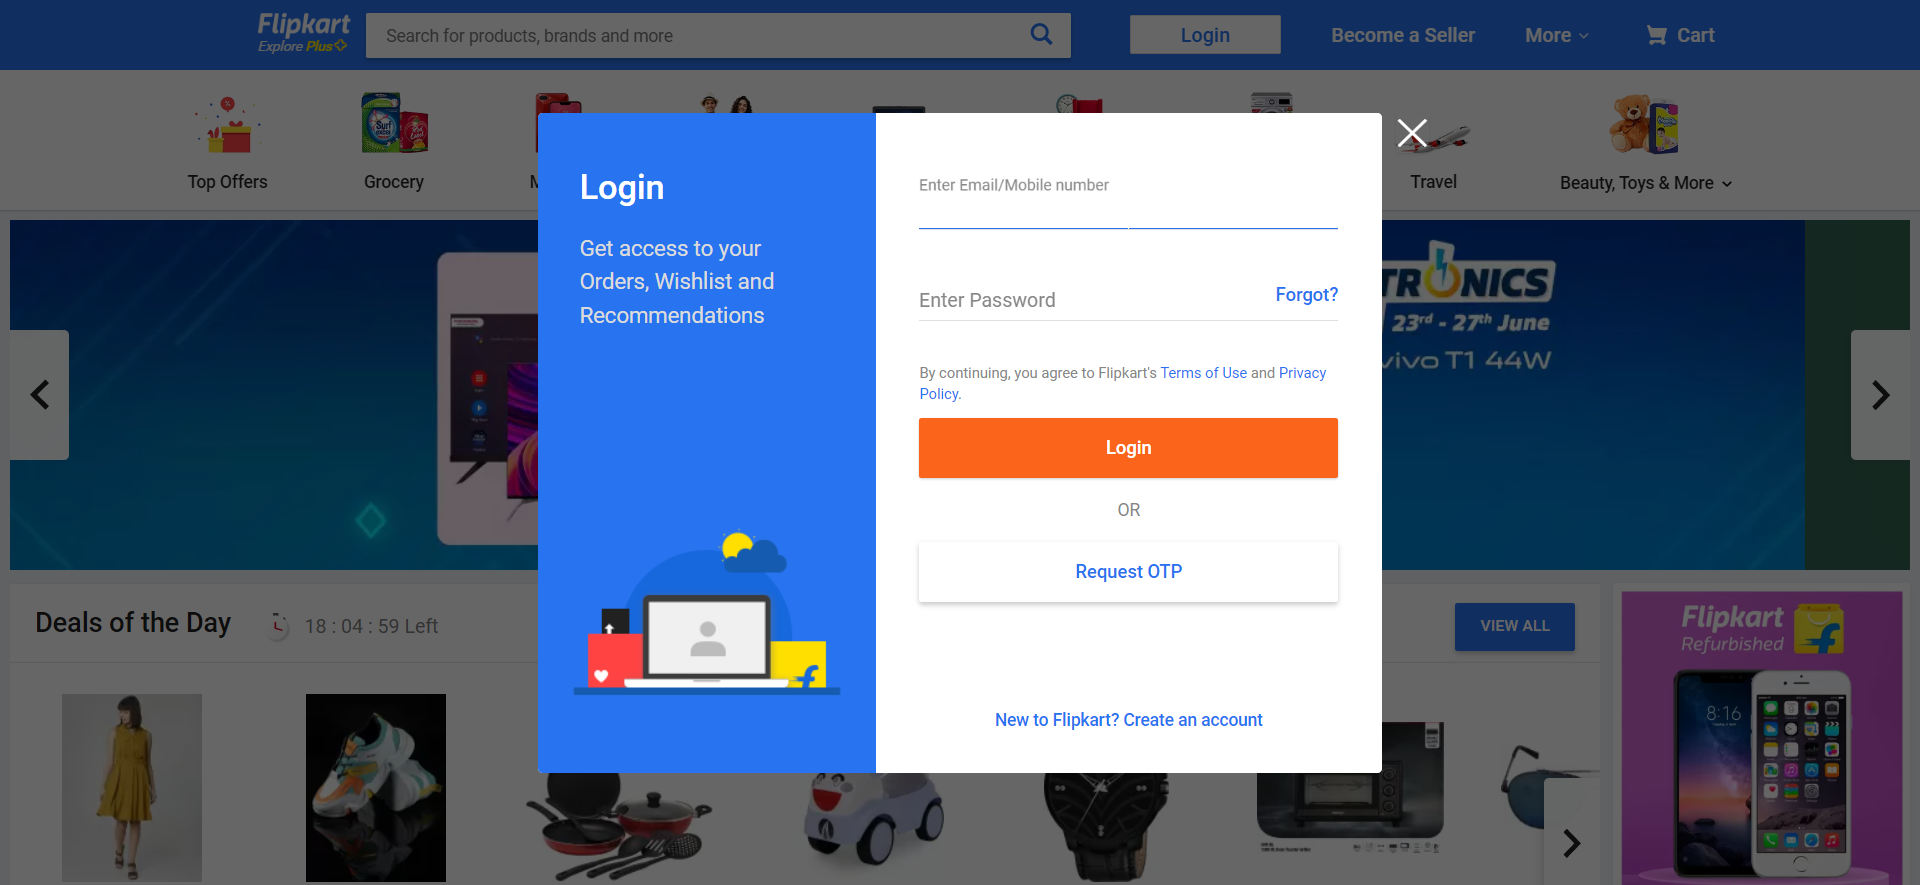 Flipkart
Explore Plus
Search for products, brands and more
Login
Become a Seller
More
Cart
Top Offers
Grocery
M
Travel
Beauty, Toys & More
Login
Get access to your
Orders, Wishlist and
Recommendations
Enter Email/Mobile number
Enter Password
Forgot?
By continuing, you agree to Flipkart's Terms of Use and Privacy
Policy.
Login
OR
Request OTP
New to Flipkart? Create an account
TRONICS
23rd - 27th June
vivo T1 44W
Deals of the Day
18 : 04 : 59 Left
VIEW ALL
Flipkart
Refurbished
8:16
Surf
excel